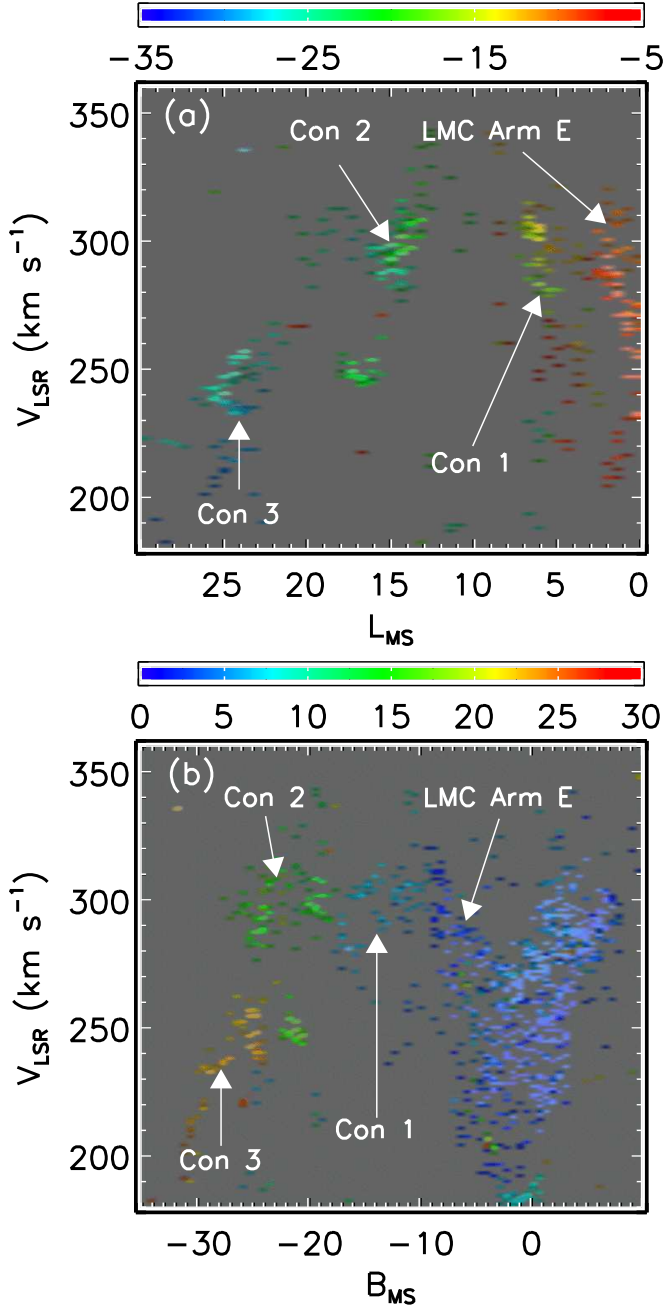 −35 −25 −15 −5
(a)
Con 2 LMC Arm E
350
300
250
200
V_LSR (km s⁻¹)
Con 1
Con 3
25 20 15 10 5 0
L_MS
0 5 10 15 20 25 30
(b)
Con 2 LMC Arm E
350
300
250
200
V_LSR (km s⁻¹)
Con 1
Con 3
−30 −20 −10 0
B_MS